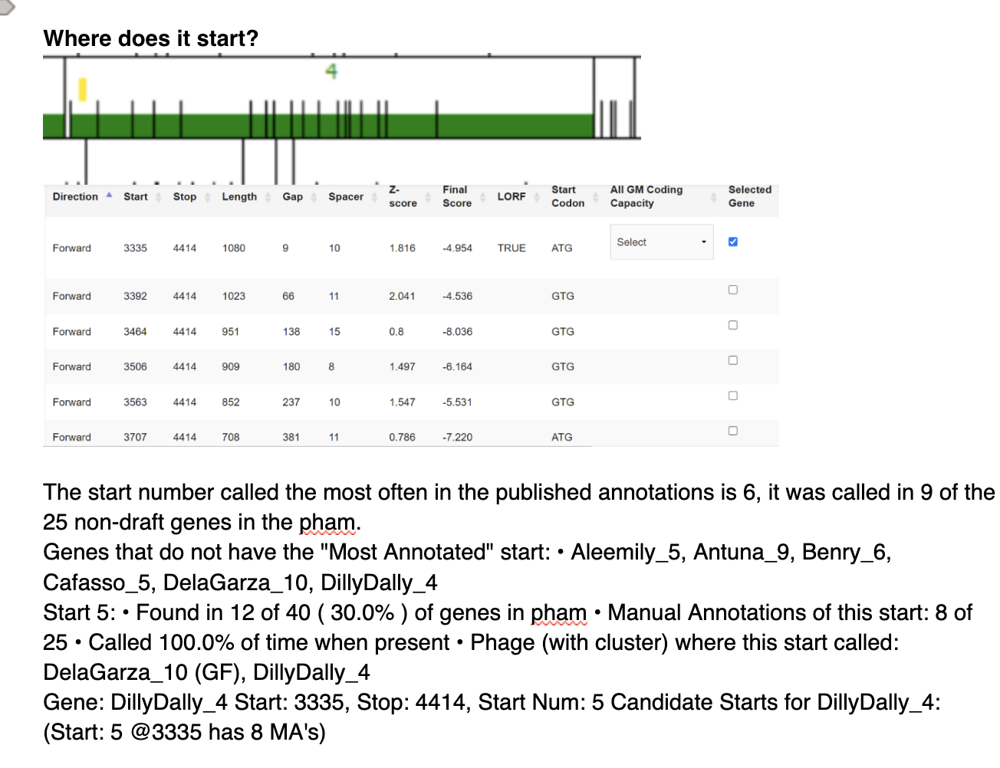 Where does it start?
4
Direction Start Stop Length Gap Spacer Z-score Final Score LORF Start Codon All GM Coding Capacity Selected Gene
Forward 3335 4414 1080 9 10 1.816 -4.954 TRUE ATG Select
Forward 3392 4414 1023 66 11 2.041 -4.536 GTG
Forward 3464 4414 951 138 15 0.8 -8.036 GTG
Forward 3506 4414 909 180 8 1.497 -6.164 GTG
Forward 3563 4414 852 237 10 1.547 -5.531 GTG
Forward 3707 4414 708 381 11 0.786 -7.220 ATG
The start number called the most often in the published annotations is 6, it was called in 9 of the
25 non-draft genes in the pham.
Genes that do not have the "Most Annotated" start: • Aleemily_5, Antuna_9, Benry_6,
Cafasso_5, DelaGarza_10, DillyDally_4
Start 5: • Found in 12 of 40 ( 30.0% ) of genes in pham • Manual Annotations of this start: 8 of
25 • Called 100.0% of time when present • Phage (with cluster) where this start called:
DelaGarza_10 (GF), DillyDally_4
Gene: DillyDally_4 Start: 3335, Stop: 4414, Start Num: 5 Candidate Starts for DillyDally_4:
(Start: 5 @3335 has 8 MA's)